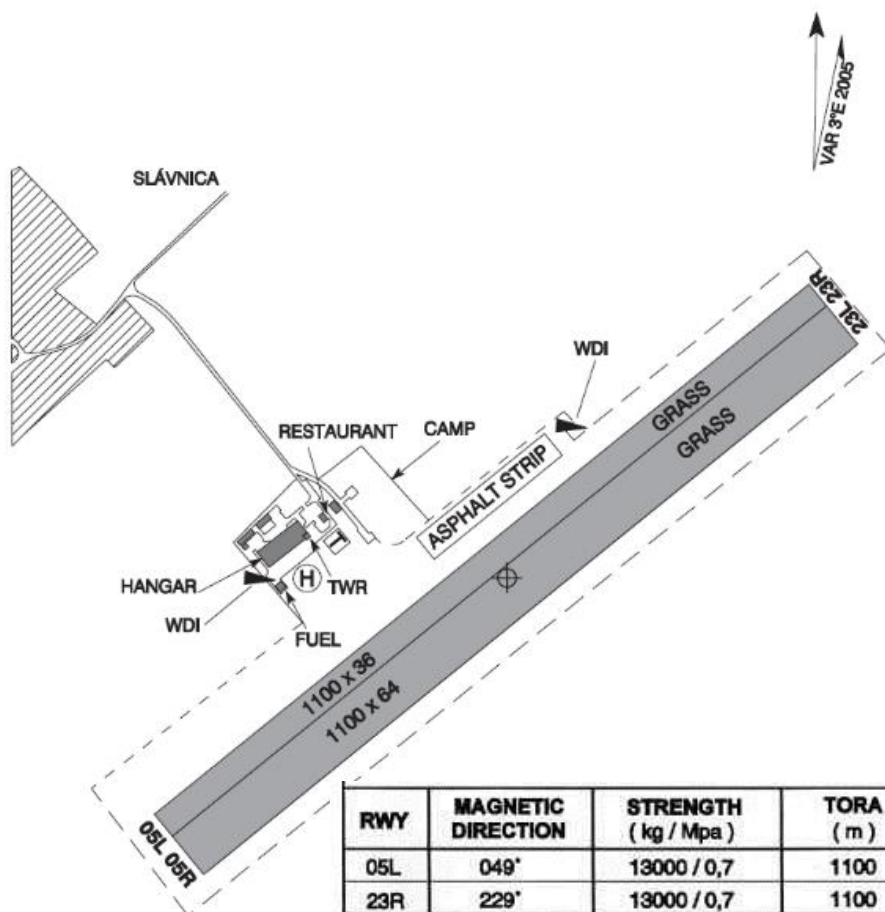 VAR 3°E 2005
SLÁVNICA
23L 23R
WDI
GRASS
GRASS
RESTAURANT
CAMP
ASPHALT STRIP
T
HANGAR
H
TWR
WDI
FUEL
1100 x 36
1100 x 64
05L 05R
RWY MAGNETIC DIRECTION STRENGTH ( kg / Mpa ) TORA ( m )
05L 049° 13000 / 0,7 1100
23R 229° 13000 / 0,7 1100